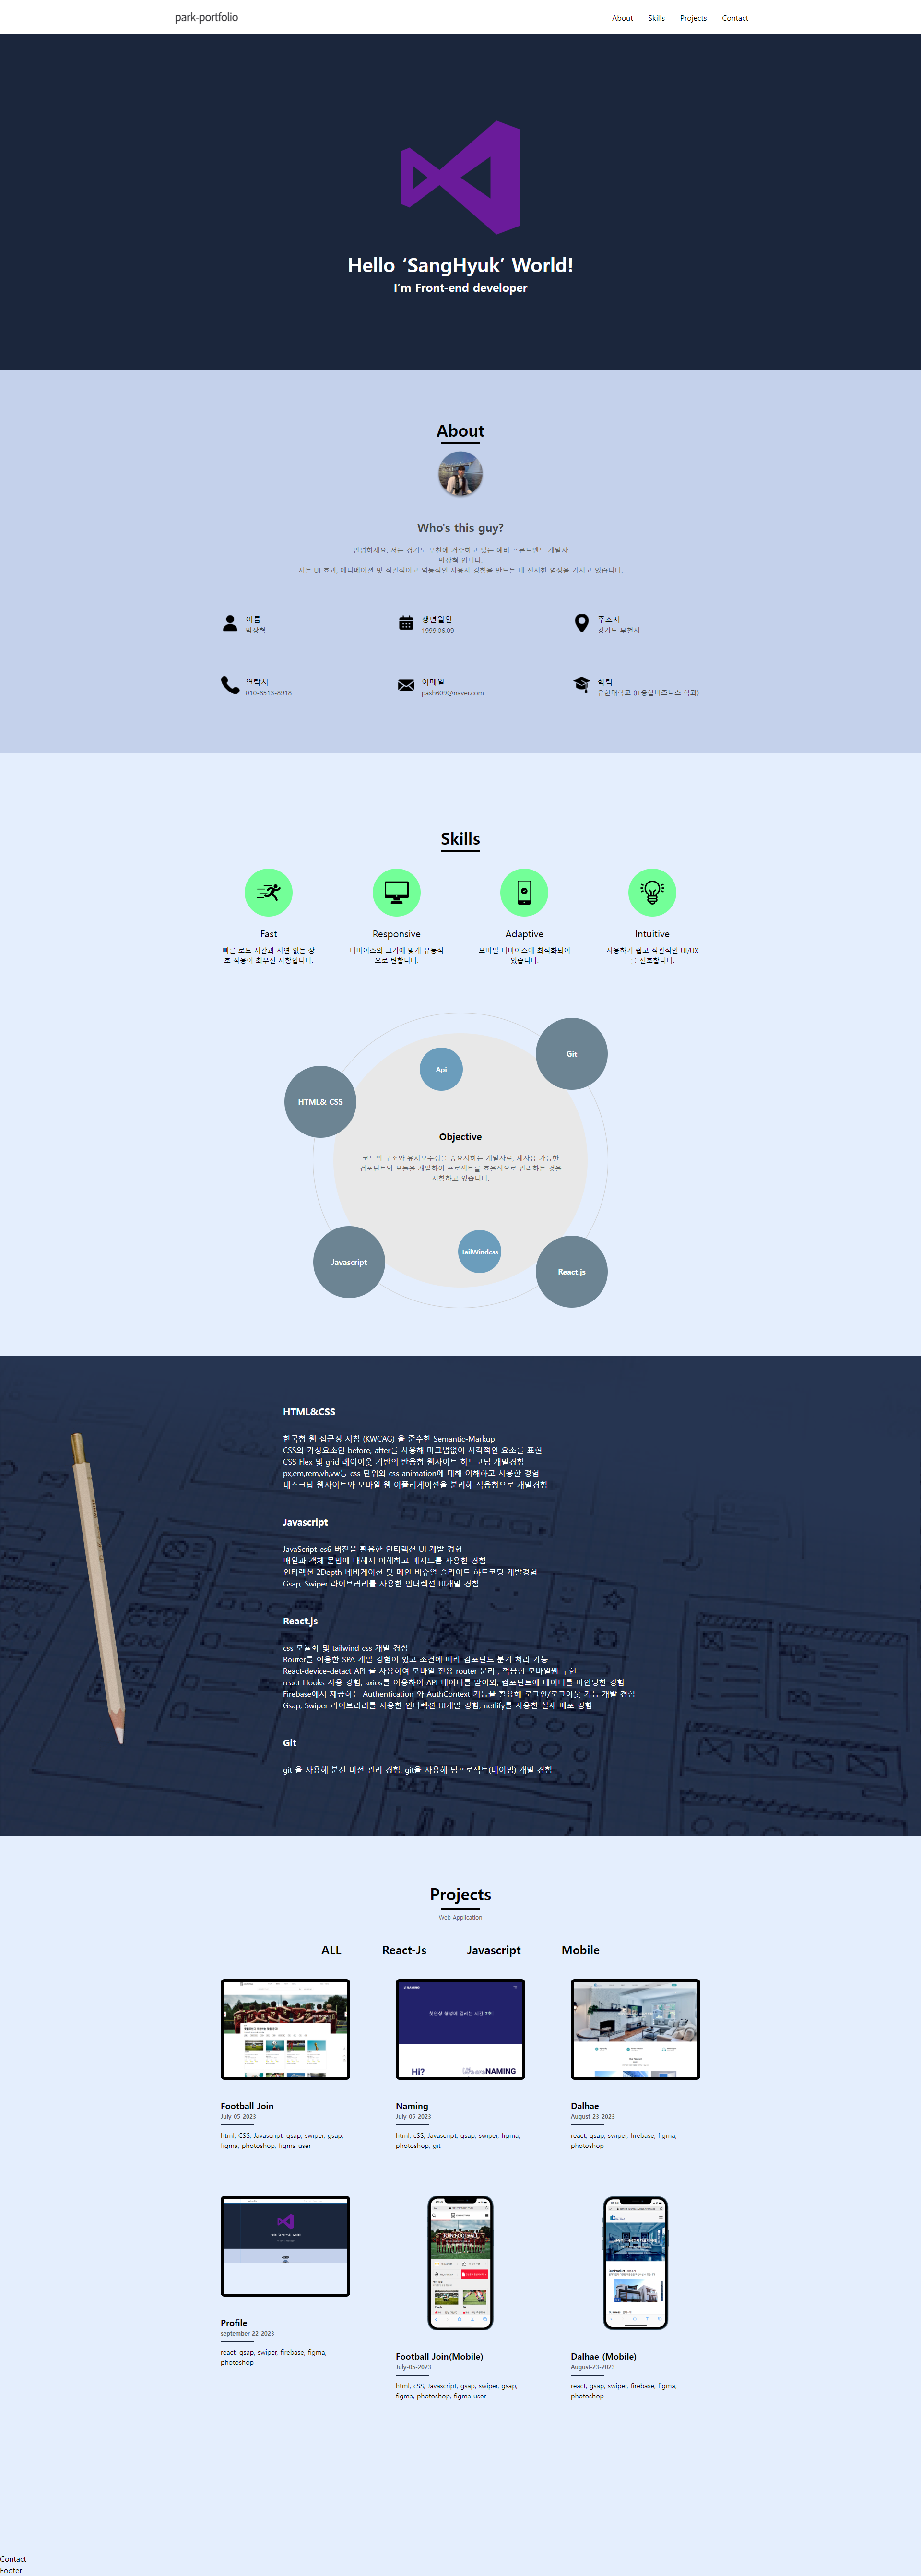 park-portfolio
About Skills Projects Contact
Hello ‘SangHyuk’ World!
I’m Front-end developer
About
Who's this guy?
안녕하세요. 저는 경기도 부천에 거주하고 있는 예비 프론트엔드 개발자
박상혁 입니다.
저는 UI 효과, 애니메이션 및 직관적이고 역동적인 사용자 경험을 만드는 데 진지한 열정을 가지고 있습니다.
이름
박상혁
생년월일
1999.06.09
주소지
경기도 부천시
연락처
010-8513-8918
이메일
pash609@naver.com
학력
유한대학교 (IT융합비즈니스 학과)
Skills
Fast
빠른 로드 시간과 지연 없는 상
호 작용이 최우선 사항입니다.
Responsive
디바이스의 크기에 맞게 유동적
으로 변합니다.
Adaptive
모바일 디바이스에 최적화되어
있습니다.
Intuitive
사용하기 쉽고 직관적인 UI/UX
를 선호합니다.
Git
Api
HTML& CSS
Objective
코드의 구조와 유지보수성을 중요시하는 개발자로, 재사용 가능한
컴포넌트와 모듈을 개발하여 프로젝트를 효율적으로 관리하는 것을
지향하고 있습니다.
TailWindcss
Javascript
React.js
HTML&CSS
한국형 웹 접근성 지침 (KWCAG) 을 준수한 Semantic-Markup
CSS의 가상요소인 before, after를 사용해 마크업없이 시각적인 요소를 표현
CSS Flex 및 grid 레이아웃 기반의 반응형 웹사이트 하드코딩 개발경험
px,em,rem,vh,vw등 css 단위와 css animation에 대해 이해하고 사용한 경험
데스크탑 웹사이트와 모바일 웹 어플리케이션을 분리해 적응형으로 개발경험
Javascript
JavaScript es6 버전을 활용한 인터렉션 UI 개발 경험
배열과 객체 문법에 대해서 이해하고 메서드를 사용한 경험
인터렉션 2Depth 네비게이션 및 메인 비쥬얼 슬라이드 하드코딩 개발경험
Gsap, Swiper 라이브러리를 사용한 인터렉션 UI개발 경험
React.js
css 모듈화 및 tailwind css 개발 경험
Router를 이용한 SPA 개발 경험이 있고 조건에 따라 컴포넌트 분기 처리 가능
React-device-detact API 를 사용하여 모바일 전용 router 분리 , 적응형 모바일웹 구현
react-Hooks 사용 경험, axios를 이용하여 API 데이터를 받아와, 컴포넌트에 데이터를 바인딩한 경험
Firebase에서 제공하는 Authentication 와 AuthContext 기능을 활용해 로그인/로그아웃 기능 개발 경험
Gsap, Swiper 라이브러리를 사용한 인터렉션 UI개발 경험, netlify를 사용한 실제 배포 경험
Git
git 을 사용해 분산 버전 관리 경험, git을 사용해 팀프로젝트(네이밍) 개발 경험
Projects
Web Application
ALL React-Js Javascript Mobile
첫인상 형성에 걸리는 시간 7초!
Hi? We are NAMING
Football Join
July-05-2023
html, CSS, Javascript, gsap, swiper, gsap,
figma, photoshop, figma user
Naming
July-05-2023
html, cSS, Javascript, gsap, swiper, figma,
photoshop, git
Dalhae
August-23-2023
react, gsap, swiper, firebase, figma,
photoshop
Profile
september-22-2023
react, gsap, swiper, firebase, figma,
photoshop
Football Join(Mobile)
July-05-2023
html, cSS, Javascript, gsap, swiper, gsap,
figma, photoshop, figma user
Dalhae (Mobile)
August-23-2023
react, gsap, swiper, firebase, figma,
photoshop
Contact
Footer